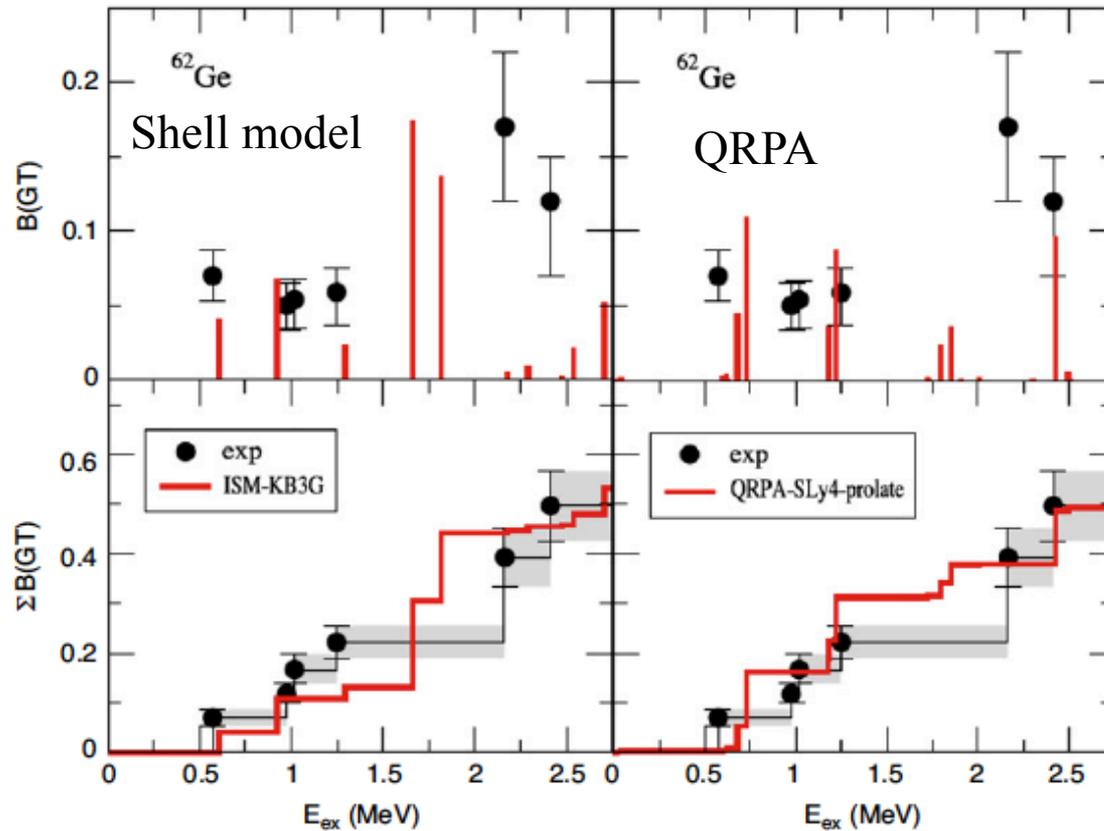 ⁶²Ge
Shell model
B(GT)
0.2
0.1
0
⁶²Ge
QRPA
exp
ISM-KB3G
ΣB(GT)
0.6
0.4
0.2
0
0 0.5 1 1.5 2 2.5
E_ex (MeV)
exp
QRPA-SLy4-prolate
0 0.5 1 1.5 2 2.5
E_ex (MeV)